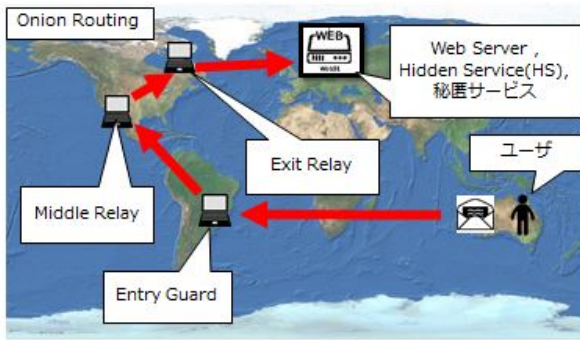 Onion Routing
WEB
Web Server ,
Hidden Service(HS),
秘匿サービス
ユーザ
Exit Relay
Middle Relay
Entry Guard